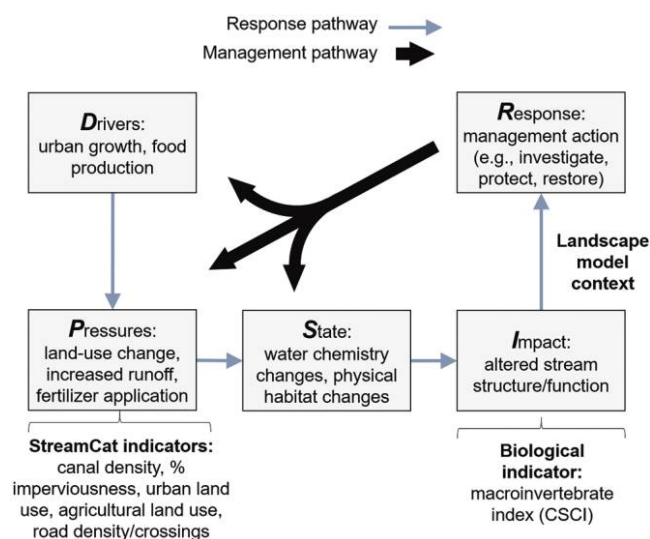 Response pathway
Management pathway
Drivers:
urban growth, food
production
Response:
management action
(e.g., investigate,
protect, restore)
Landscape
model
context
Pressures:
land-use change,
increased runoff,
fertilizer application
State:
water chemistry
changes, physical
habitat changes
Impact:
altered stream
structure/function
StreamCat indicators:
canal density, %
imperviousness, urban land
use, agricultural land use,
road density/crossings
Biological
indicator:
macroinvertebrate
index (CSCI)